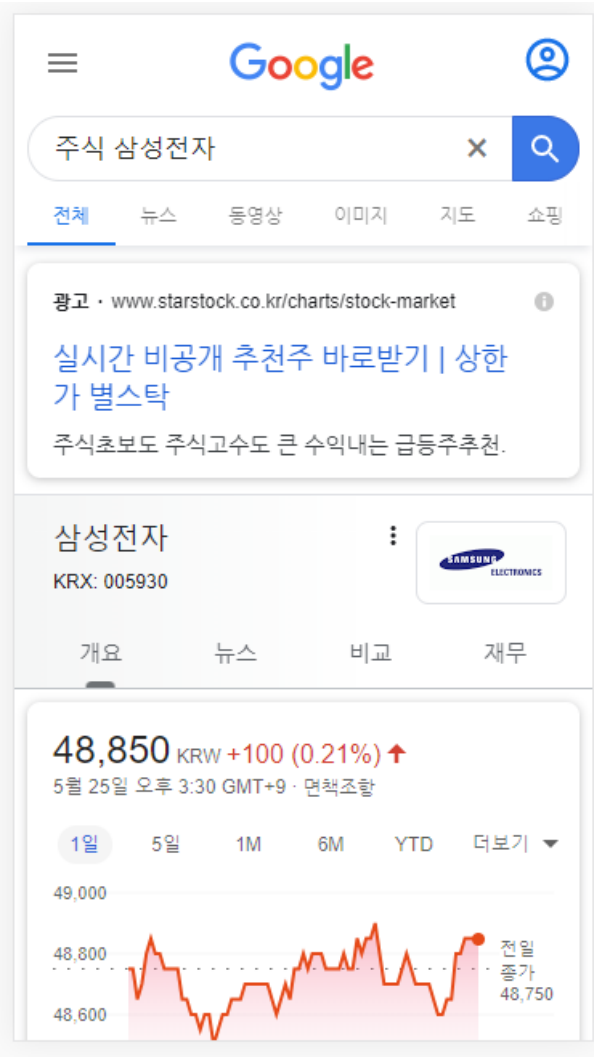 Google
주식 삼성전자
전체 뉴스 동영상 이미지 지도 쇼핑
광고 · www.starstock.co.kr/charts/stock-market
실시간 비공개 추천주 바로받기 | 상한
가 별스탁
주식초보도 주식고수도 큰 수익내는 급등주추천.
삼성전자
KRX: 005930
SAMSUNG
ELECTRONICS
개요 뉴스 비교 재무
48,850 KRW +100 (0.21%)
5월 25일 오후 3:30 GMT+9 · 면책조항
1일 5일 1M 6M YTD 더보기
49,000
48,800
48,600
전일
종가
48,750